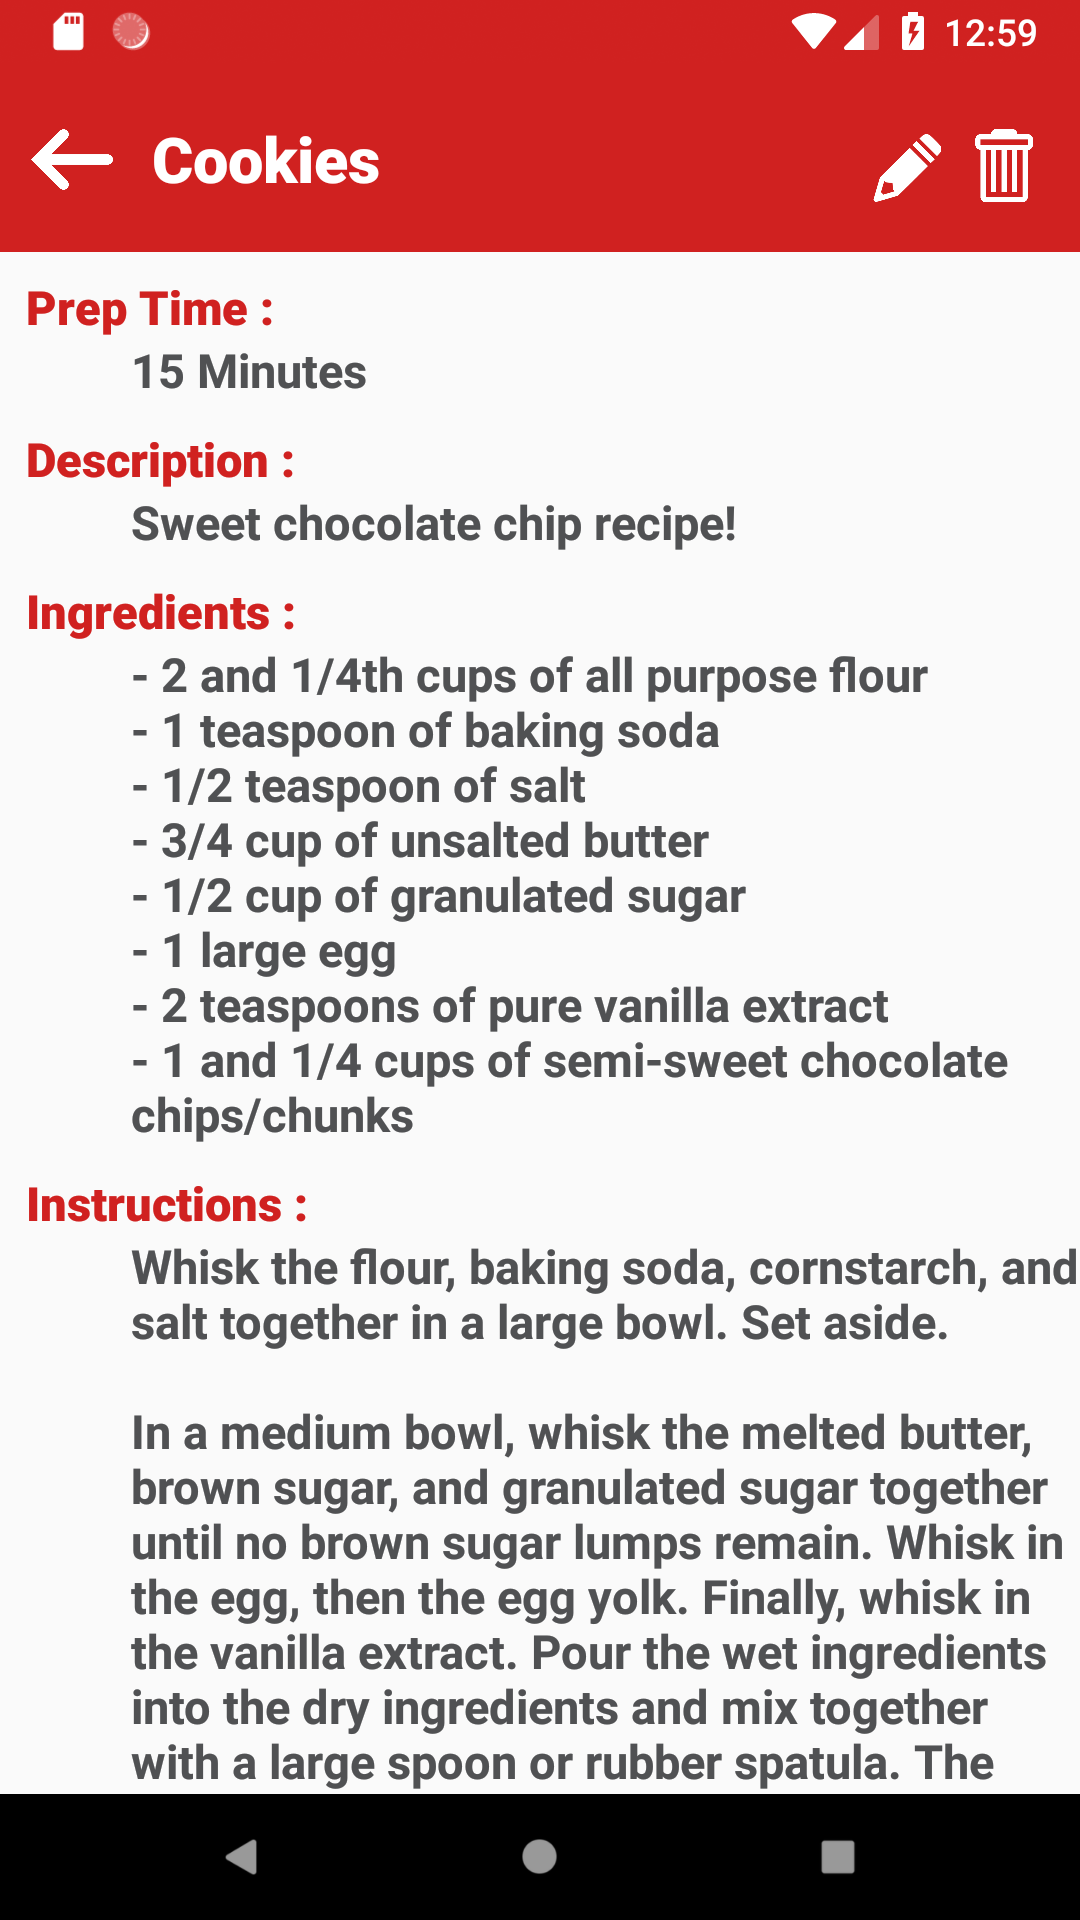 12:59
Cookies
Prep Time :
15 Minutes
Description :
Sweet chocolate chip recipe!
Ingredients :
- 2 and 1/4th cups of all purpose flour
- 1 teaspoon of baking soda
- 1/2 teaspoon of salt
- 3/4 cup of unsalted butter
- 1/2 cup of granulated sugar
- 1 large egg
- 2 teaspoons of pure vanilla extract
- 1 and 1/4 cups of semi-sweet chocolate
chips/chunks
Instructions :
Whisk the flour, baking soda, cornstarch, and
salt together in a large bowl. Set aside.
In a medium bowl, whisk the melted butter,
brown sugar, and granulated sugar together
until no brown sugar lumps remain. Whisk in
the egg, then the egg yolk. Finally, whisk in
the vanilla extract. Pour the wet ingredients
into the dry ingredients and mix together
with a large spoon or rubber spatula. The